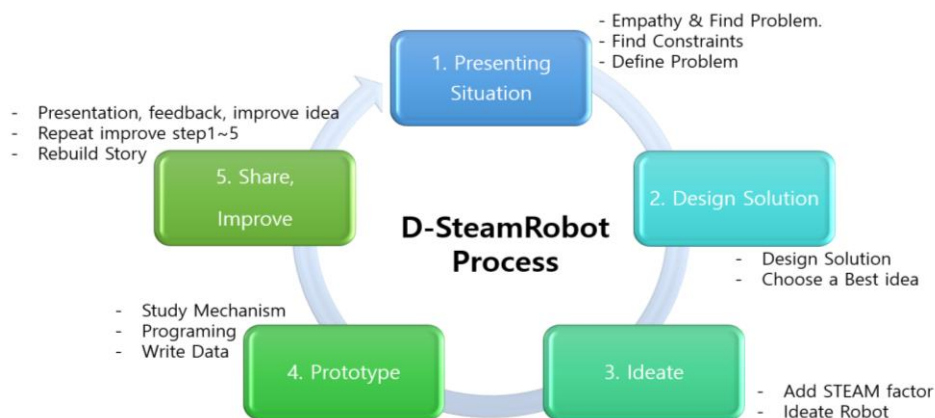 - Empathy & Find Problem.
- Find Constraints
- Define Problem
1. Presenting
Situation
- Presentation, feedback, improve idea
- Repeat improve step1~5
- Rebuild Story
5. Share,
Improve
2. Design Solution
D-SteamRobot
Process
- Design Solution
- Choose a Best idea
- Study Mechanism
- Programing
- Write Data
4. Prototype
3. Ideate
- Add STEAM factor
- Ideate Robot